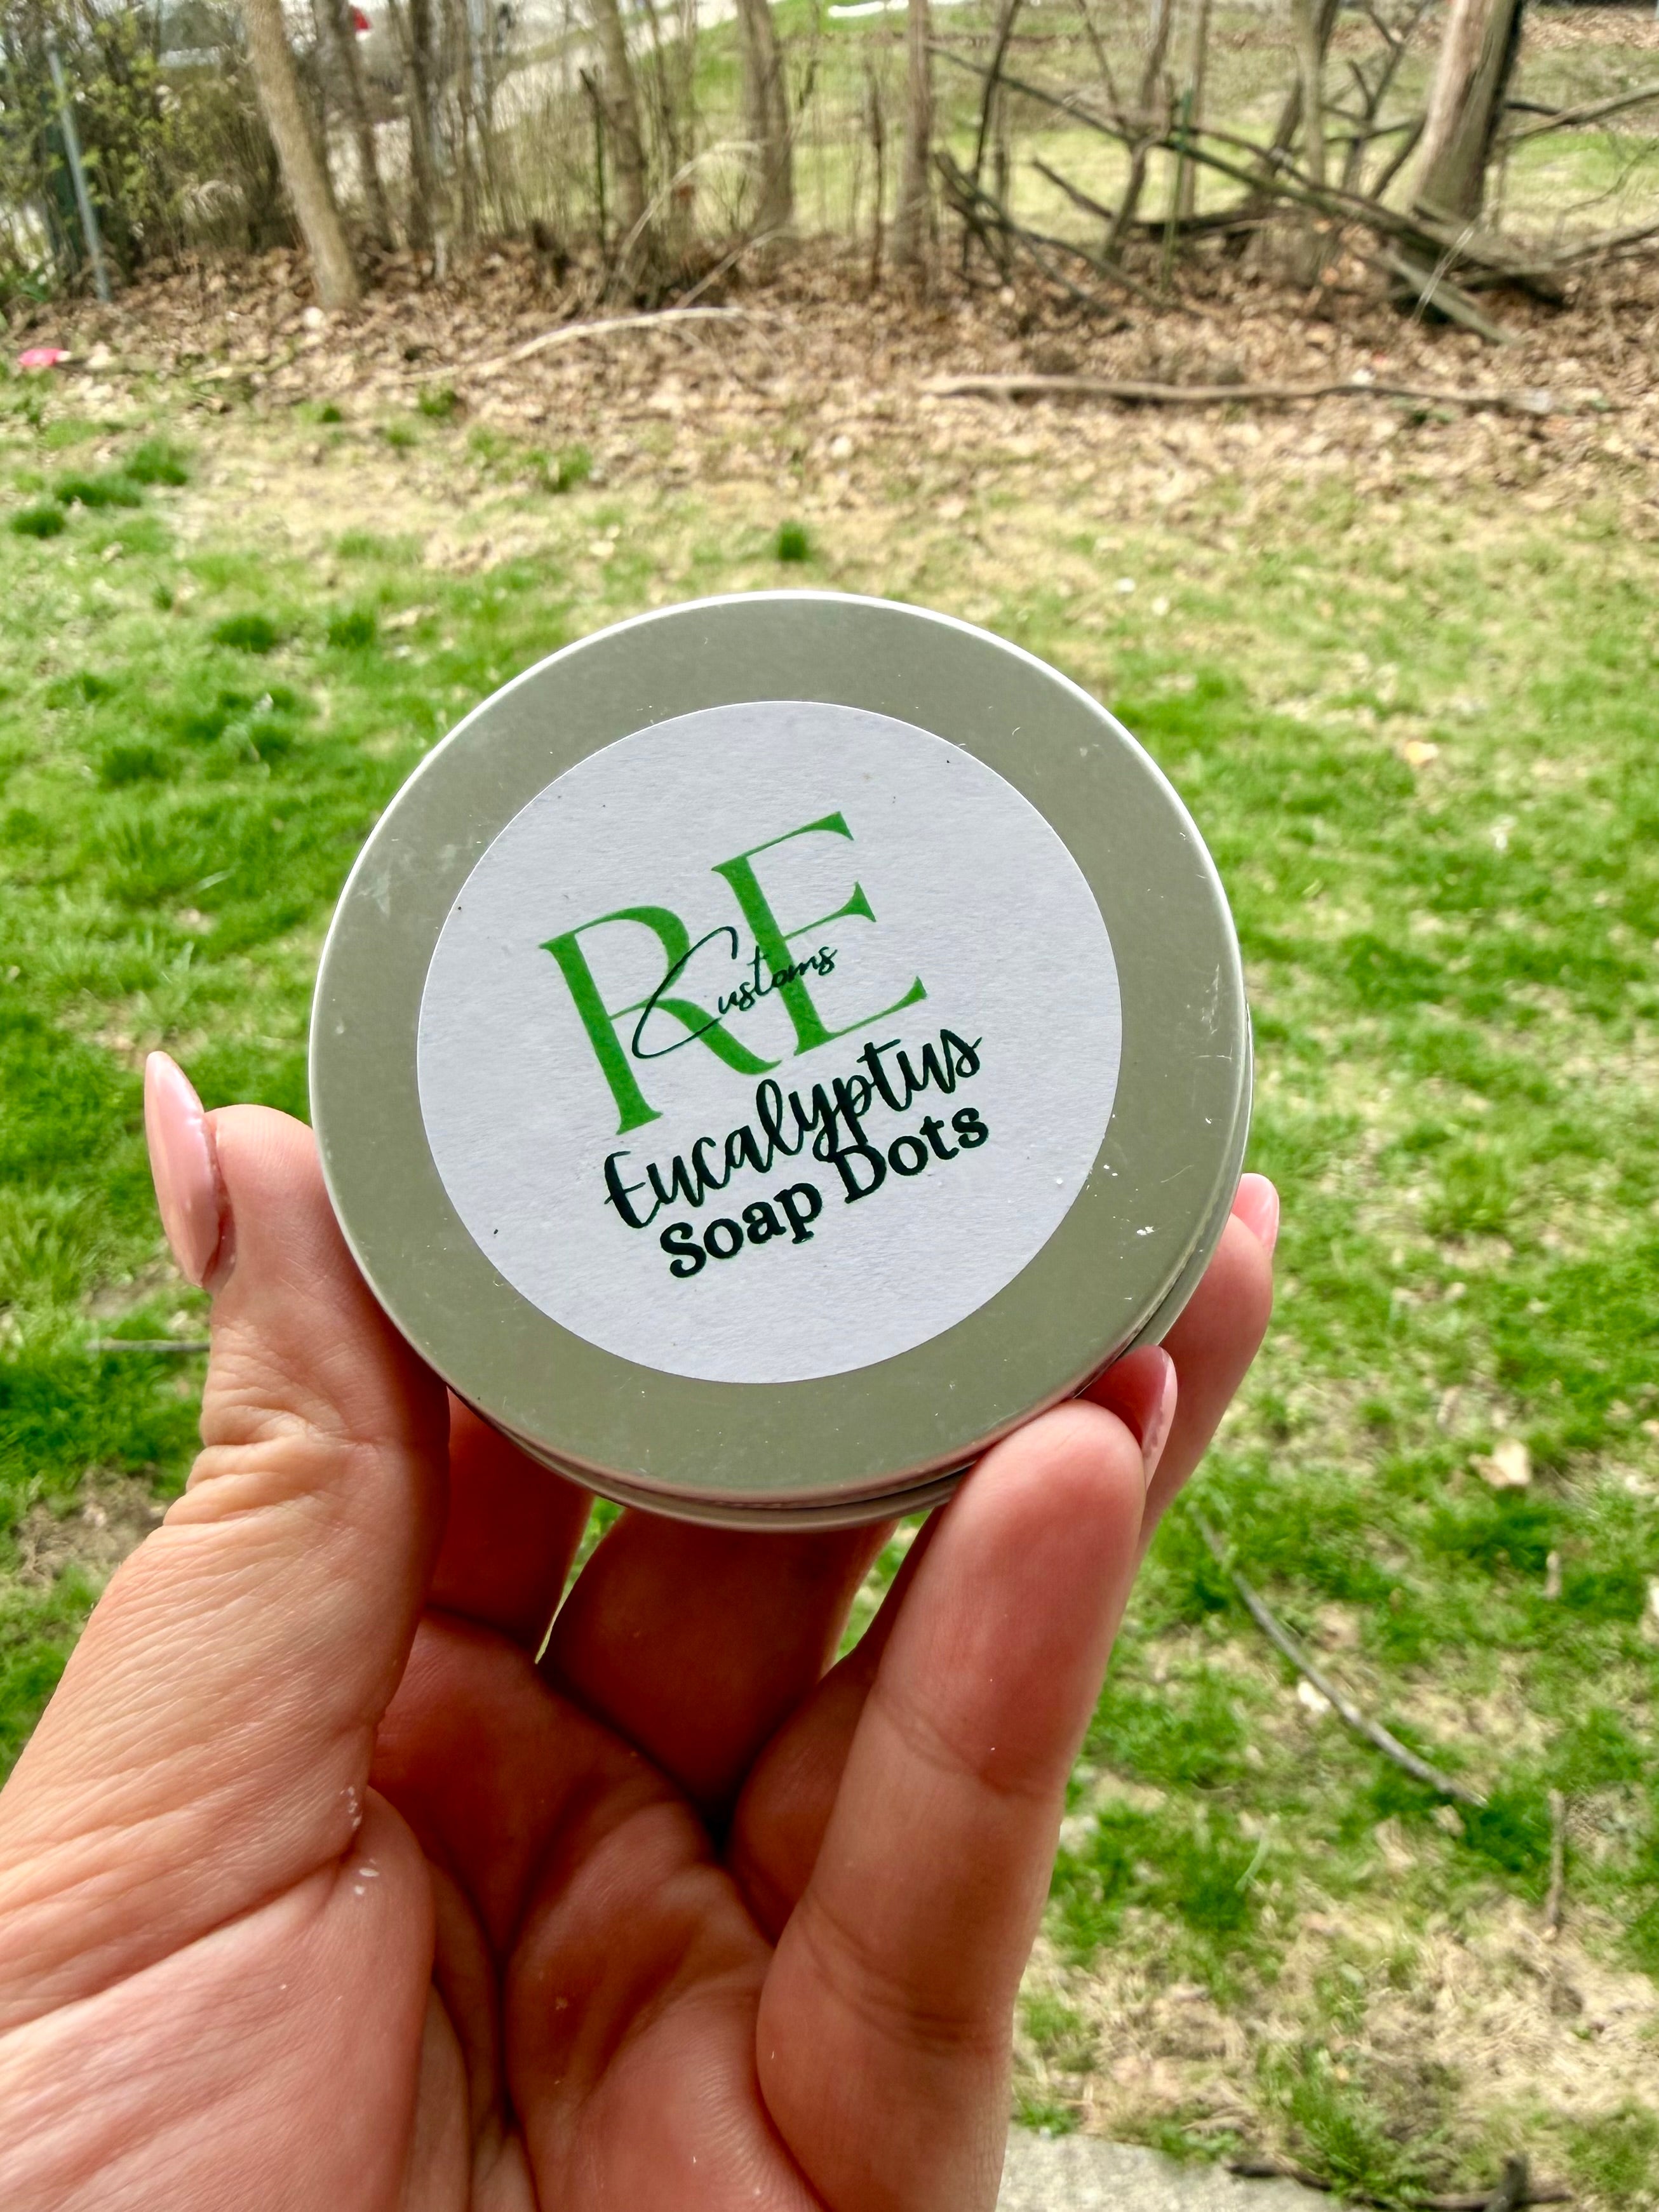 RE
Customs
Eucalyptus
Soap Dots